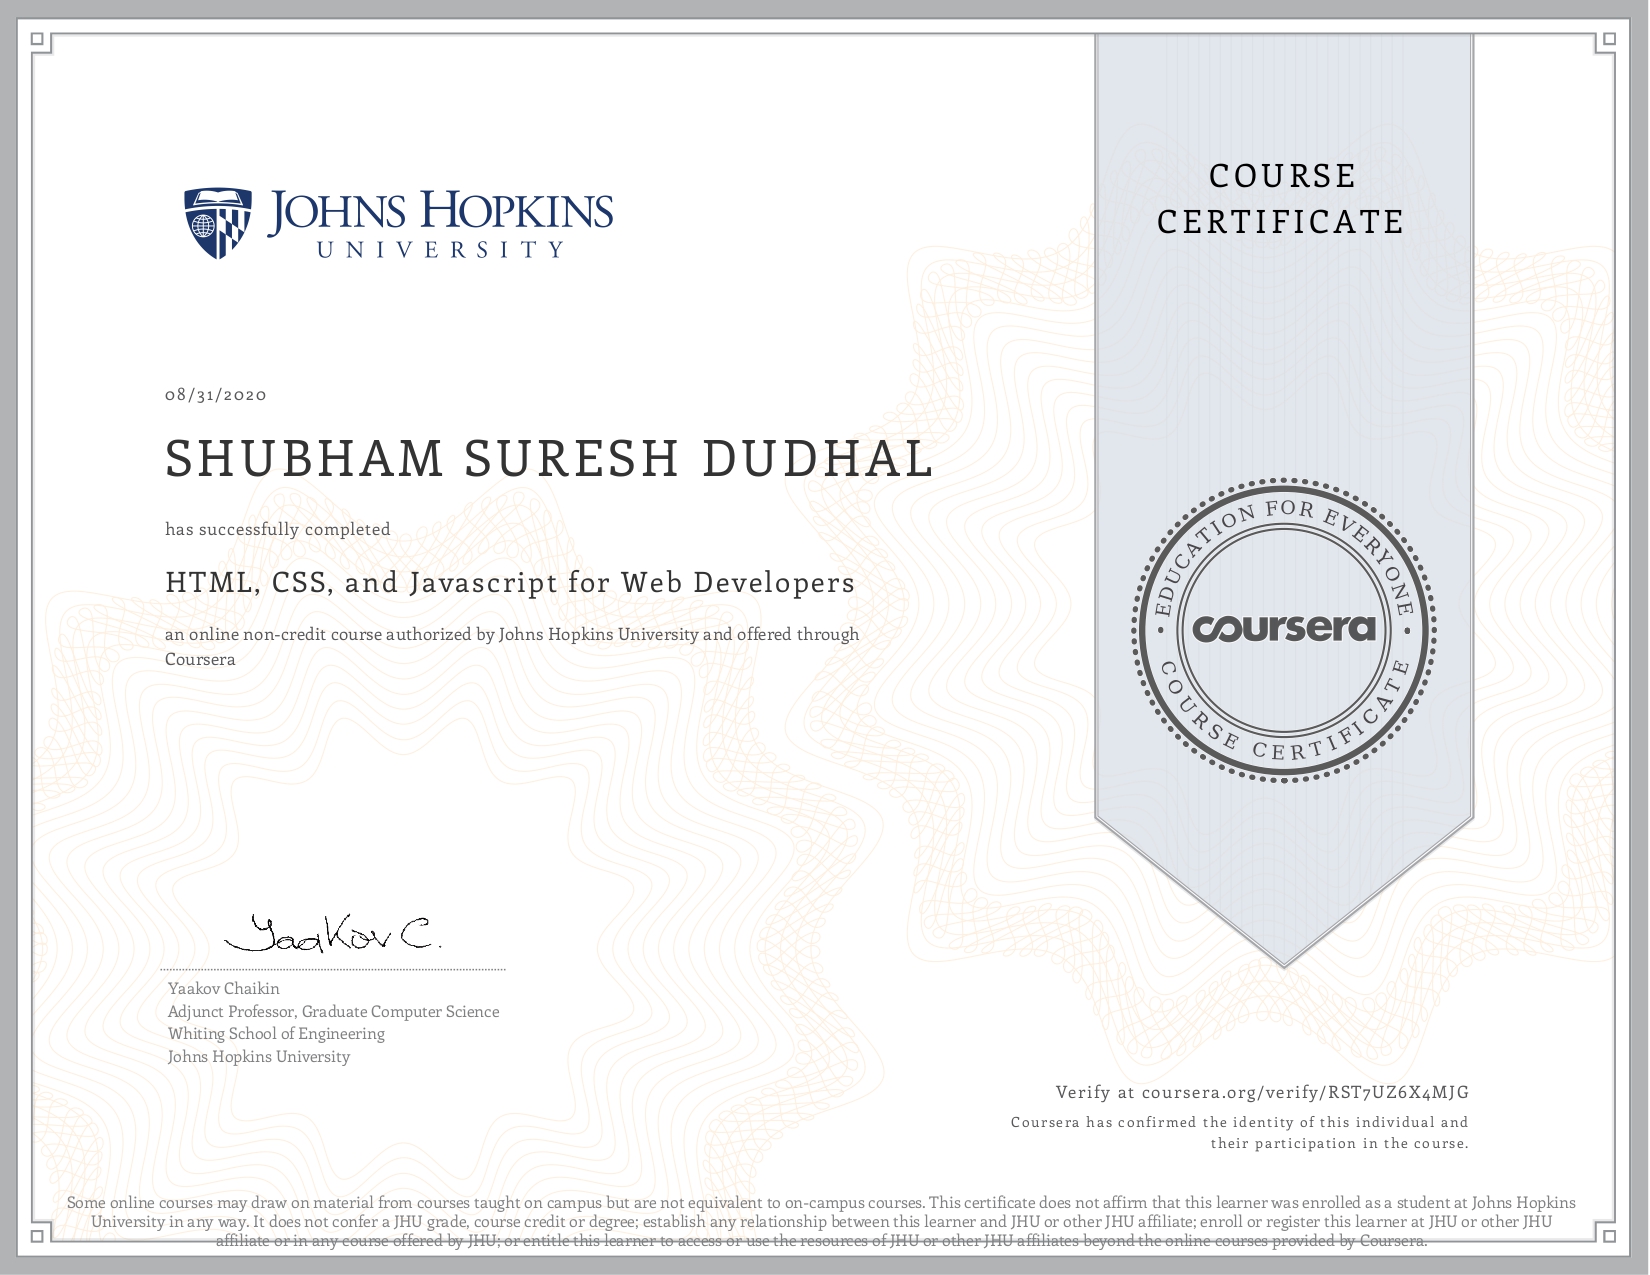 JOHNS HOPKINS
UNIVERSITY
COURSE
CERTIFICATE
08/31/2020
SHUBHAM SURESH DUDHAL
has successfully completed
HTML, CSS, and Javascript for Web Developers
an online non-credit course authorized by Johns Hopkins University and offered through
Coursera
EDUCATION FOR EVERYONE
coursera
COURSE CERTIFICATE
Yaakov C.
Yaakov Chaikin
Adjunct Professor, Graduate Computer Science
Whiting School of Engineering
Johns Hopkins University
Verify at coursera.org/verify/RST7UZ6X4MJG
Coursera has confirmed the identity of this individual and
their participation in the course.
Some online courses may draw on material from courses taught on campus but are not equivalent to on-campus courses. This certificate does not affirm that this learner was enrolled as a student at Johns Hopkins
University in any way. It does not confer a JHU grade, course credit or degree; establish any relationship between this learner and JHU or other JHU affiliate; enroll or register this learner at JHU or other JHU
affiliate or in any course offered by JHU; or entitle this learner to access or use the resources of JHU or other JHU affiliates beyond the online courses provided by Coursera.